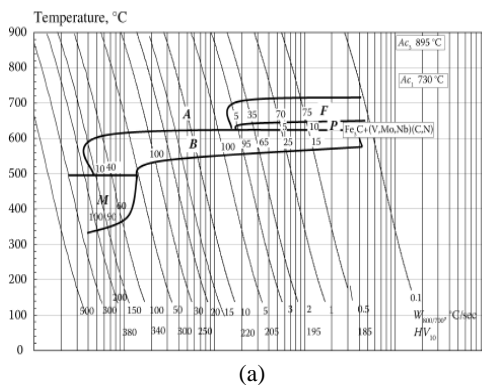 Temperature, °C
900
Ac₃ 895 °C
800
Ac₁ 730 °C
700
5 35 70 75 F
A
600
5 10 P+Fe₃C+(V,Mo,Nb)(C,N)
B 100 95 65 25 15
100
10 40
500
M 60
400
100 90
300
200
200
500 300 150 100 50 30 20 15 10 5 3 2 1 0.5 0.1
100
W800/700, °C/sec
380 340 300 250 220 205 195 185 HV₁₀
0
(a)